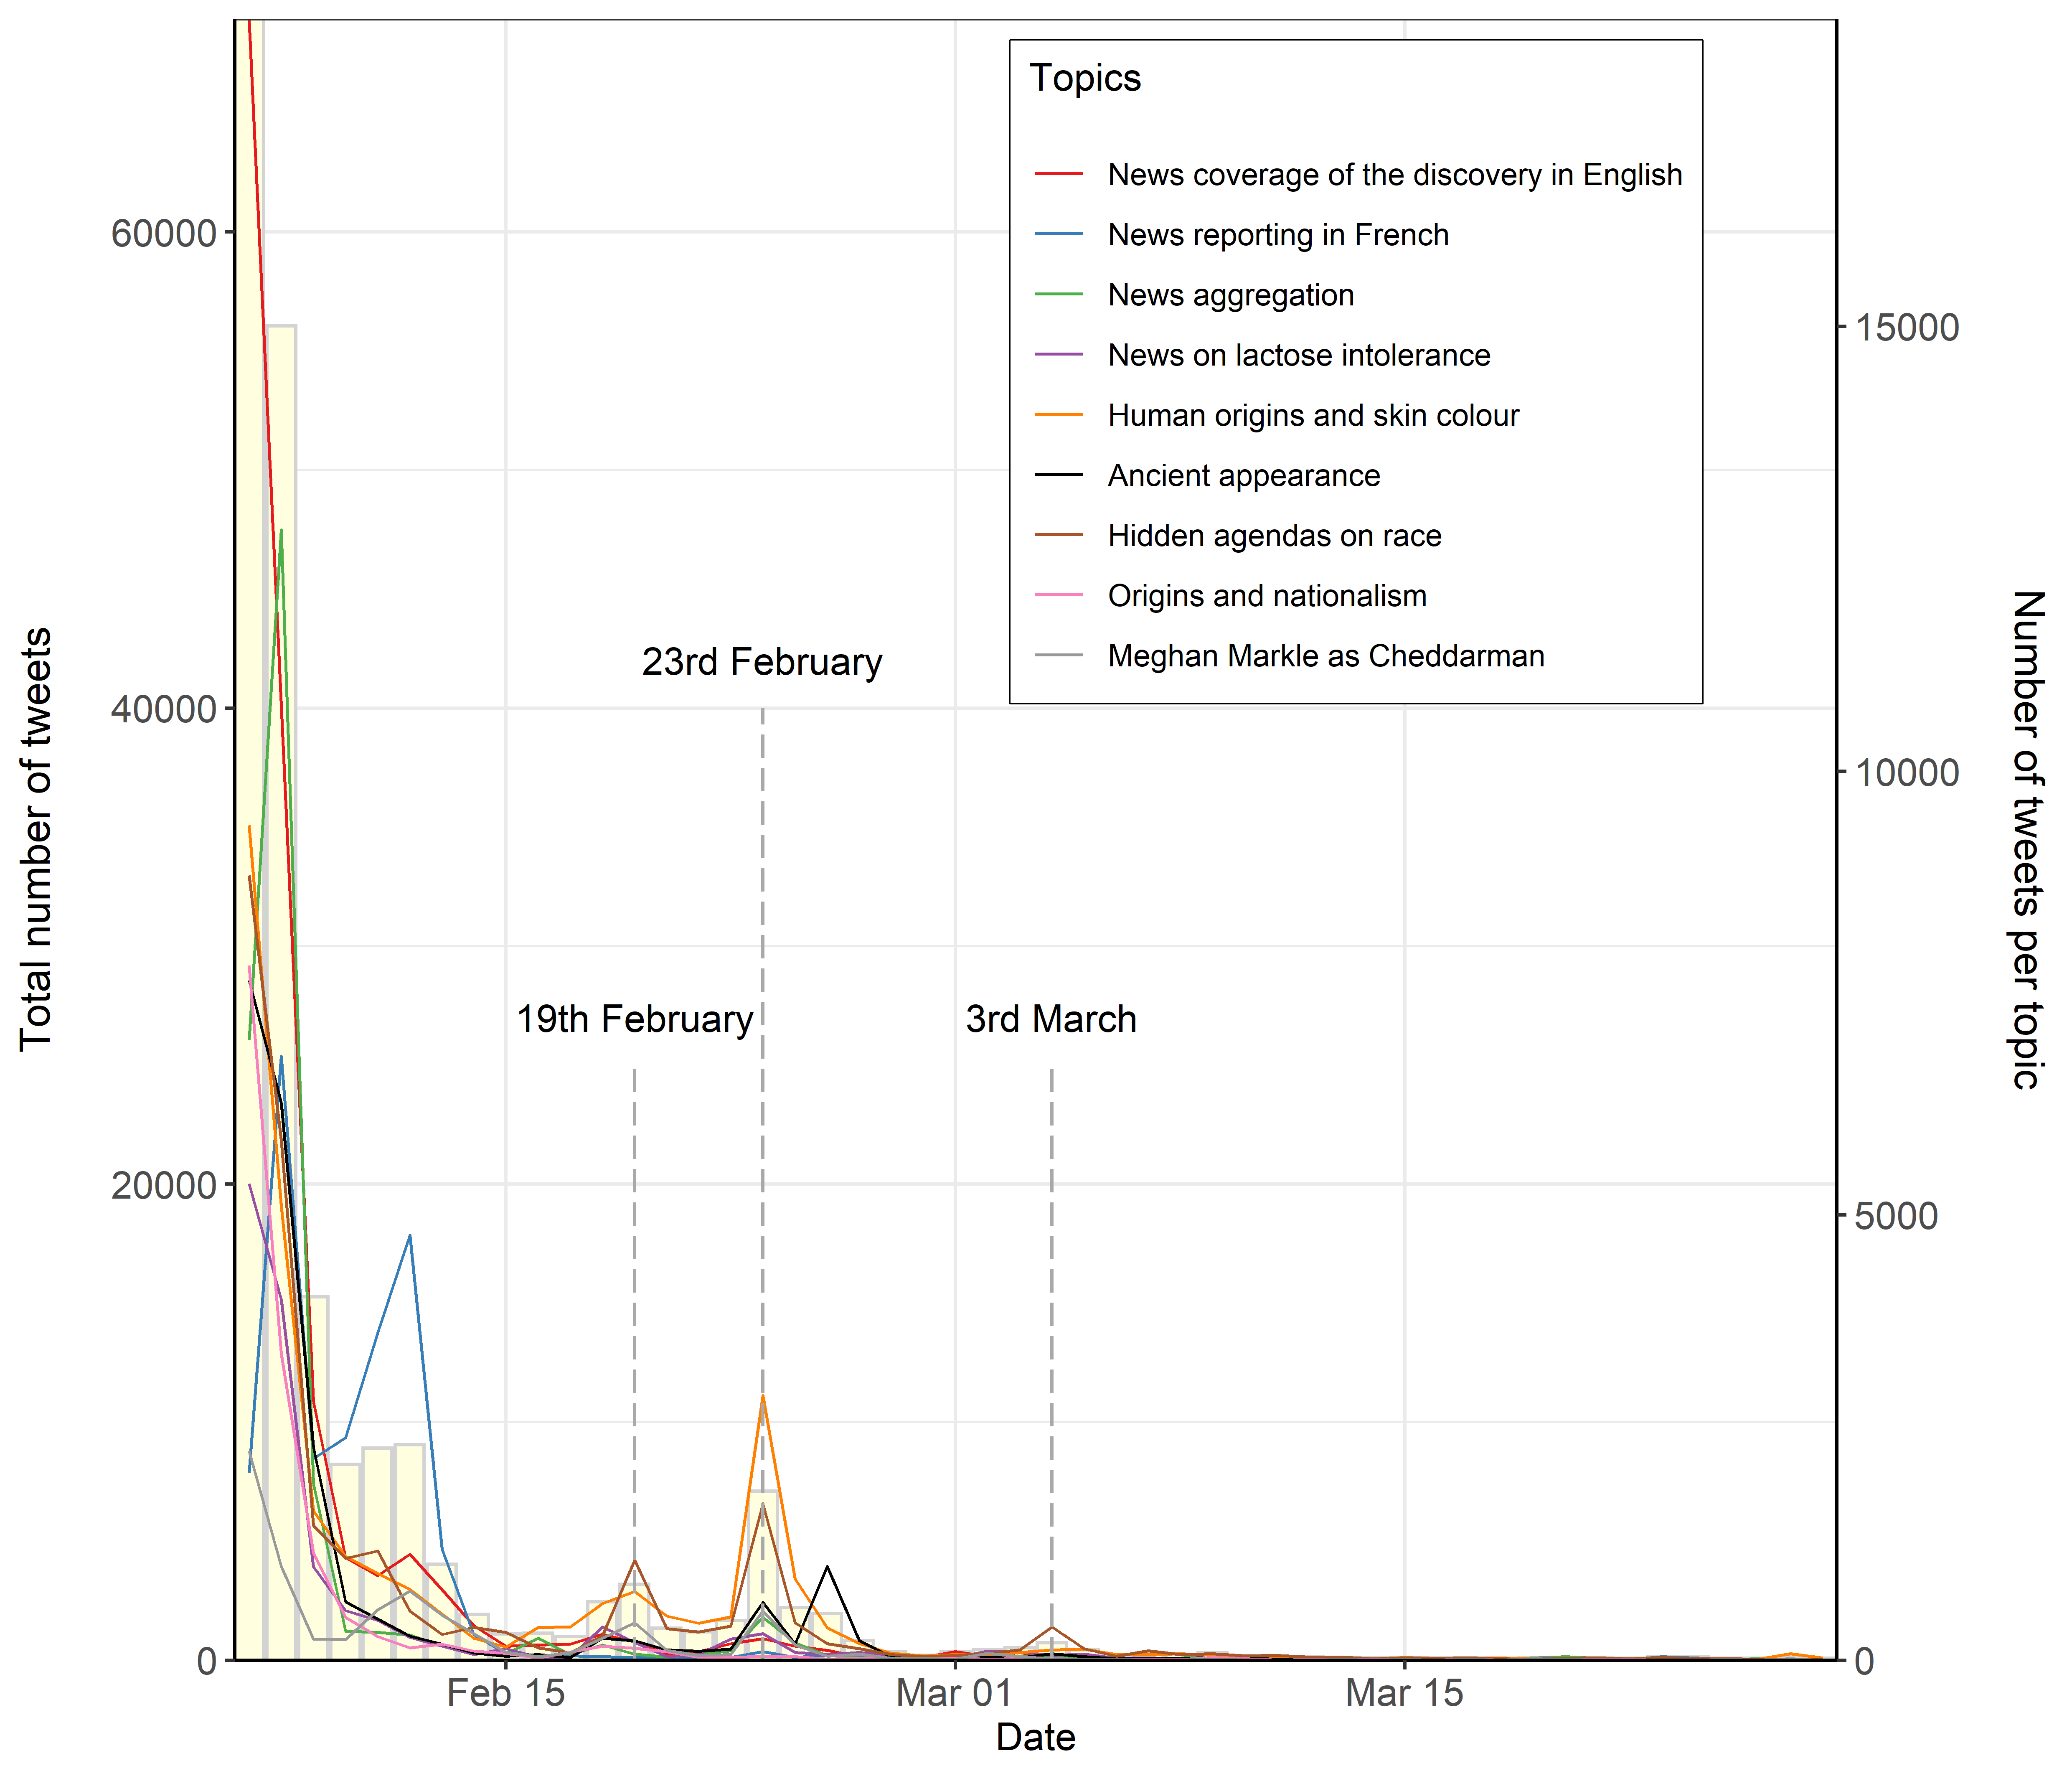 Topics
News coverage of the discovery in English
News reporting in French
News aggregation
News on lactose intolerance
Human origins and skin colour
Ancient appearance
Hidden agendas on race
Origins and nationalism
Meghan Markle as Cheddarman
Total number of tweets
60000
40000
20000
0
23rd February
19th February
3rd March
15000
10000
5000
0
Number of tweets per topic
Feb 15
Mar 01
Mar 15
Date